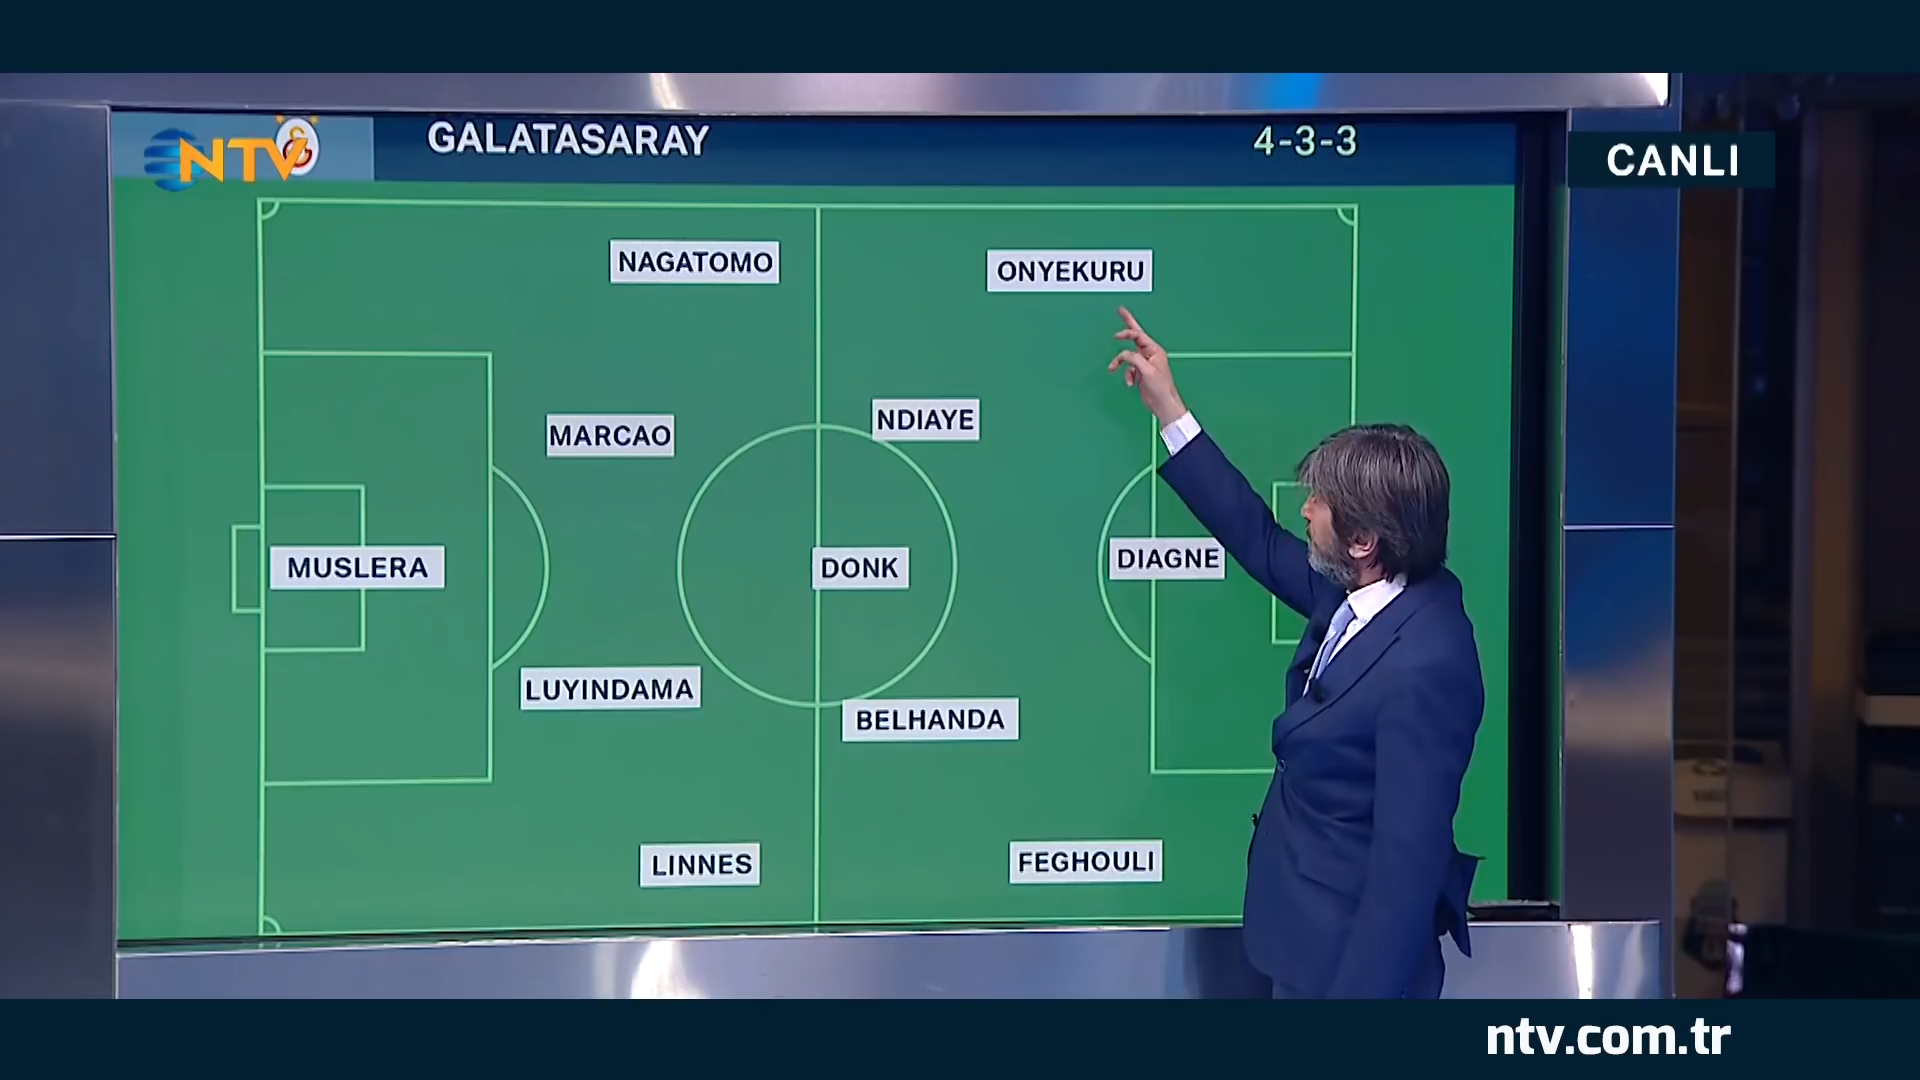 NTV
GALATASARAY
4-3-3
CANLI
NAGATOMO
ONYEKURU
MARCAO
NDIAYE
MUSLERA
DONK
DIAGNE
LUYINDAMA
BELHANDA
LINNES
FEGHOULI
ntv.com.tr